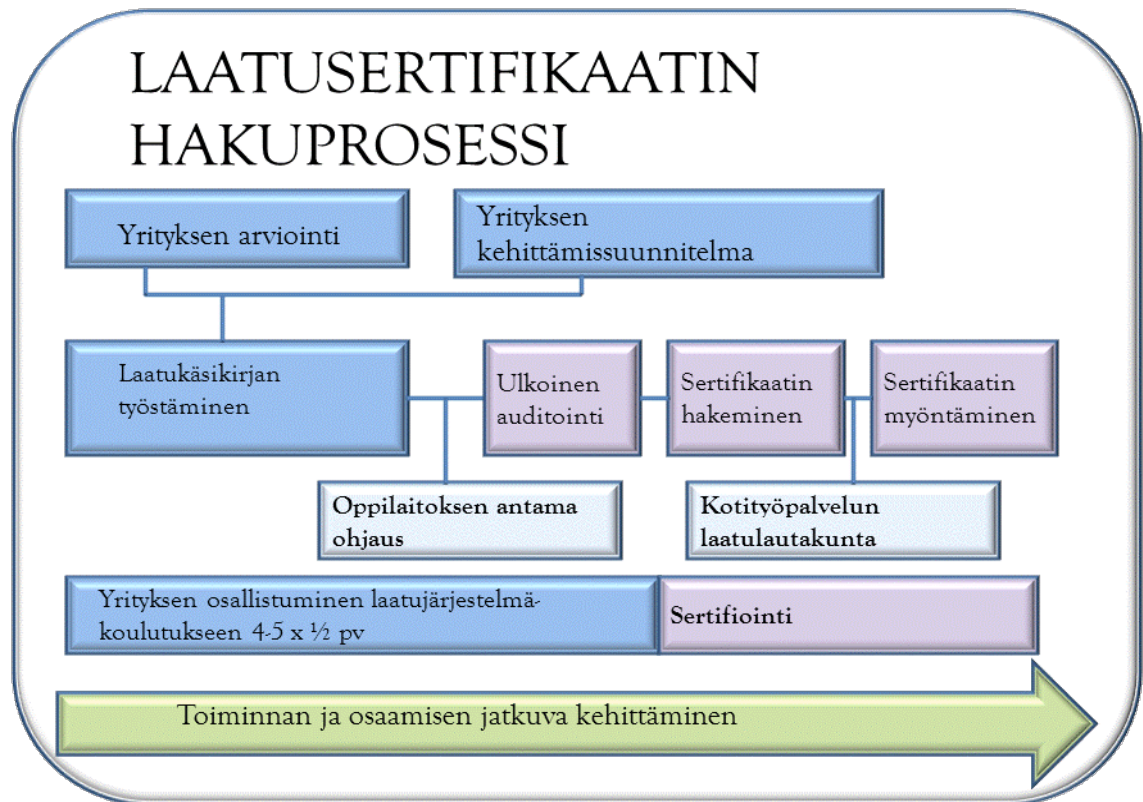 LAATUSERTIFIKAATIN
HAKUPROSESSI
Yrityksen arviointi
Yrityksen
kehittämissuunnitelma
Laatukäsikirjan
työstäminen
Ulkoinen
auditointi
Sertifikaatin
hakeminen
Sertifikaatin
myöntäminen
Oppilaitoksen antama
ohjaus
Kotityöpalvelun
laatulautakunta
Yrityksen osallistuminen laatujärjestelmä-
koulutukseen 4-5 x ½ pv
Sertifiointi
Toiminnan ja osaamisen jatkuva kehittäminen